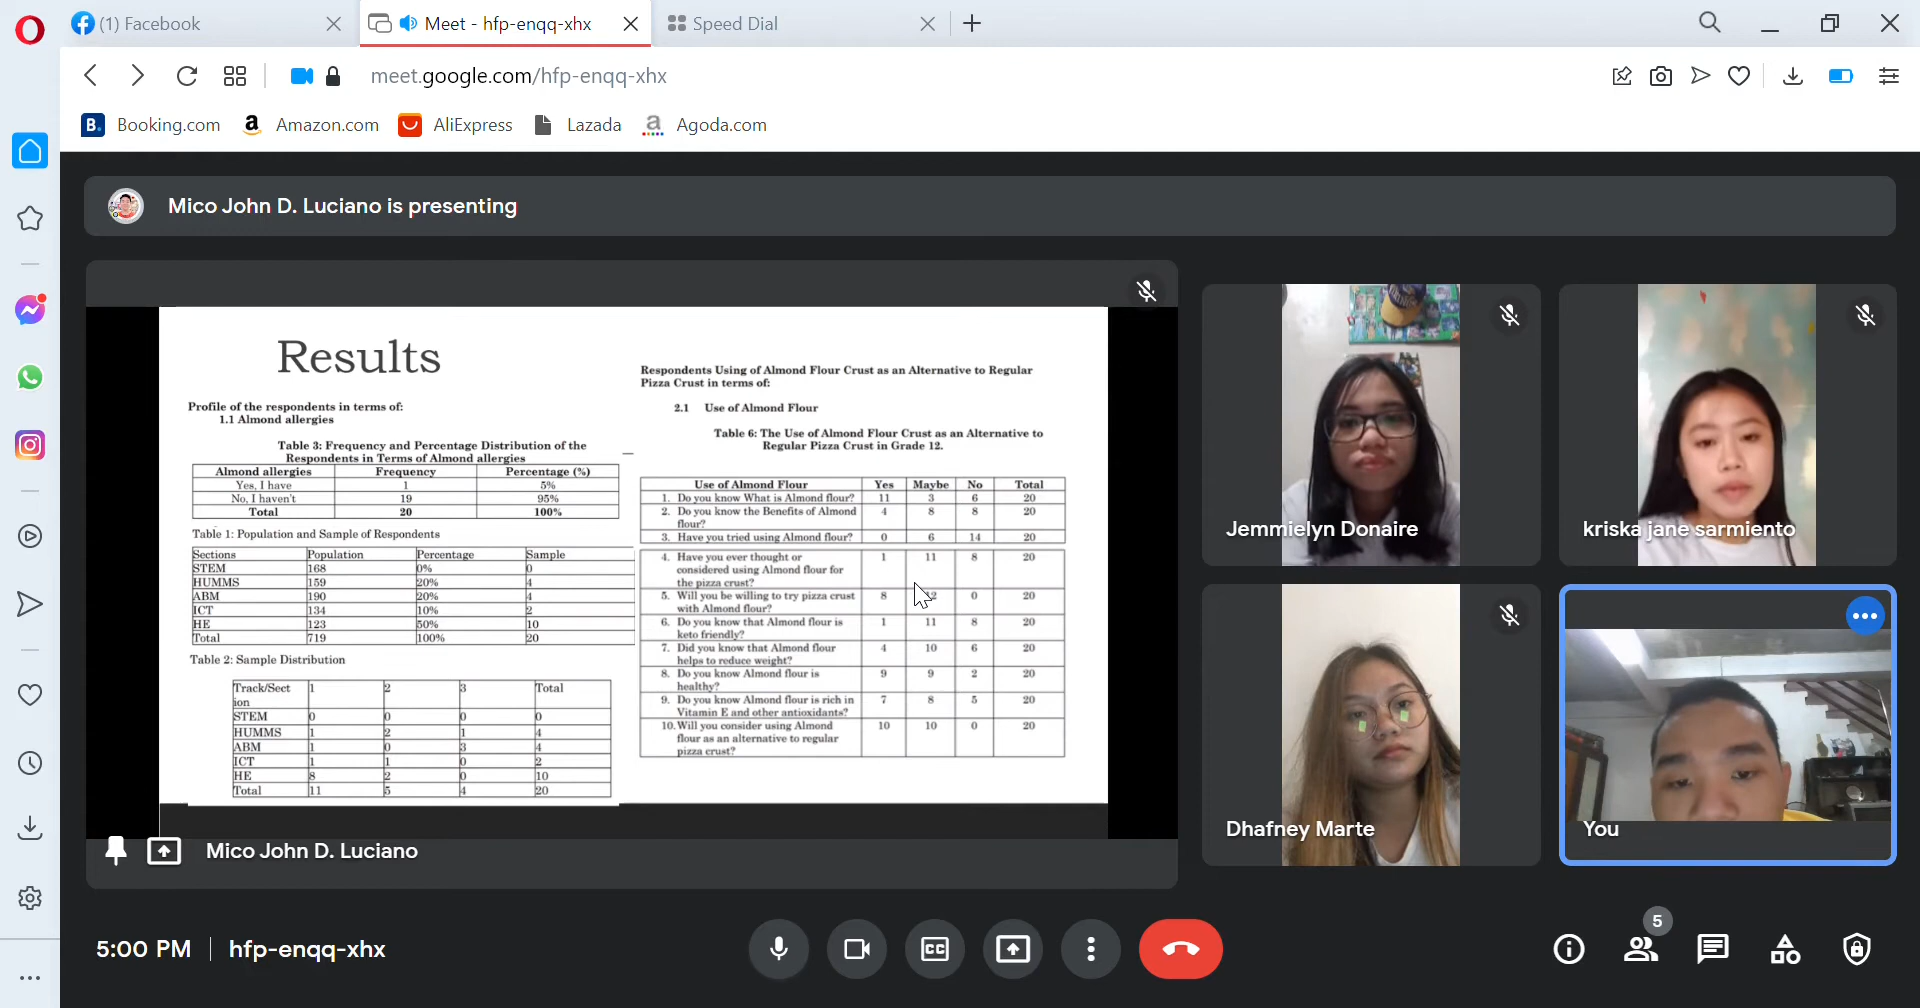 (1) Facebook
Meet - hfp-enqq-xhx
Speed Dial
meet.google.com/hfp-enqq-xhx
B. Booking.com
a Amazon.com
AliExpress
Lazada
a Agoda.com
Mico John D. Luciano is presenting
Results
Profile of the respondents in terms of:
1.1 Almond allergies
Table 3: Frequency and Percentage Distribution of the
Respondents in Terms of Almond allergies
Almond allergies Frequency Percentage (%)
Yes, I have 1 5%
No, I haven't 19 95%
Total 20 100%
Table 1: Population and Sample of Respondents
Sections Population Percentage Sample
STEM 168 0% 0
HUMMS 159 20% 4
ABM 190 20% 4
ICT 134 10% 2
HE 123 50% 10
Total 719 100% 20
Table 2: Sample Distribution
Track/Sect 1 2 3 Total
ion
STEM 0 0 0 0
HUMMS 1 2 1 4
ABM 1 0 3 4
ICT 1 1 0 2
HE 8 2 0 10
Total 11 5 4 20
Respondents Using of Almond Flour Crust as an Alternative to Regular
Pizza Crust in terms of:
2.1 Use of Almond Flour
Table 6: The Use of Almond Flour Crust as an Alternative to
Regular Pizza Crust in Grade 12.
Use of Almond Flour Yes Maybe No Total
1. Do you know What is Almond flour? 11 3 6 20
2. Do you know the Benefits of Almond 4 8 8 20
flour?
3. Have you tried using Almond flour? 0 6 14 20
4. Have you ever thought or 1 11 8 20
considered using Almond flour for
the pizza crust?
5. Will you be willing to try pizza crust 8 12 0 20
with Almond flour?
6. Do you know that Almond flour is 1 11 8 20
keto friendly?
7. Did you know that Almond flour 4 10 6 20
helps to reduce weight?
8. Do you know Almond flour is 9 9 2 20
healthy?
9. Do you know Almond flour is rich in 7 8 5 20
Vitamin E and other antioxidants?
10. Will you consider using Almond 10 10 0 20
flour as an alternative to regular
pizza crust?
Mico John D. Luciano
Jemmielyn Donaire
kriska jane sarmiento
Dhafney Marte
You
5:00 PM | hfp-enqq-xhx
CC
5